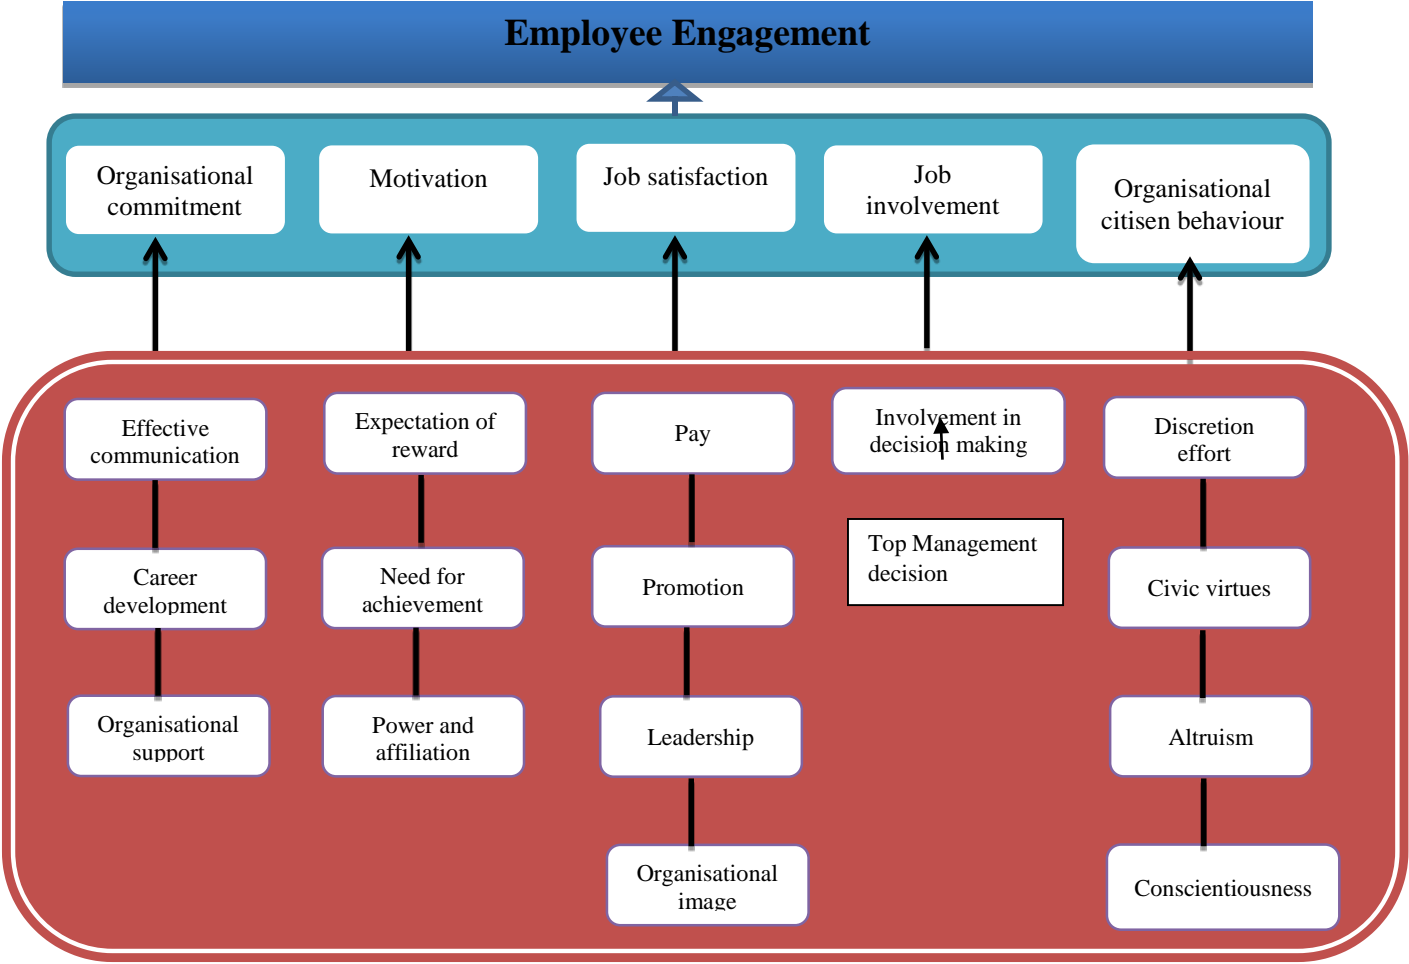 Employee Engagement
Organisational
commitment
Motivation
Job satisfaction
Job
involvement
Organisational
citisen behaviour
Effective
communication
Expectation of
reward
Pay
Involvement in
decision making
Discretion
effort
Career
development
Need for
achievement
Promotion
Top Management
decision
Civic virtues
Organisational
support
Power and
affiliation
Leadership
Altruism
Organisational
image
Conscientiousness